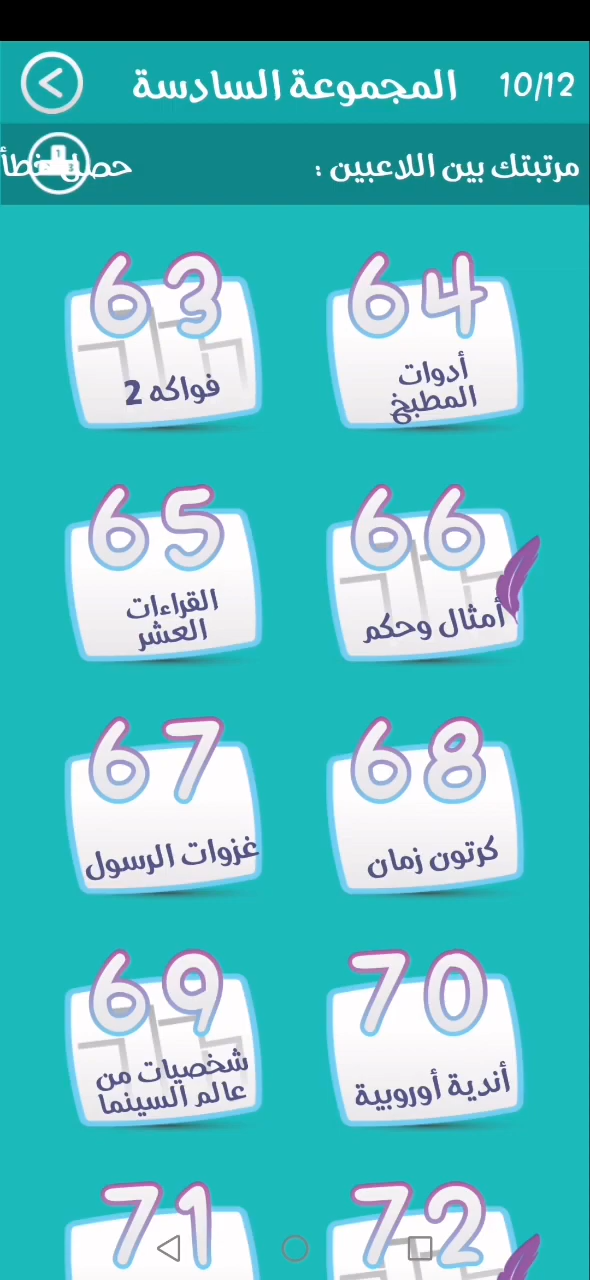 المجموعة السادسة 10/12
مرتبتك بين اللاعبين :
64
أدوات
المطبخ
63
فواكه 2
66
أمثال وحكم
65
القراءات
العشر
68
كرتون زمان
67
غزوات الرسول
70
أندية أوروبية
69
شخصيات من
عالم السينما
72
71